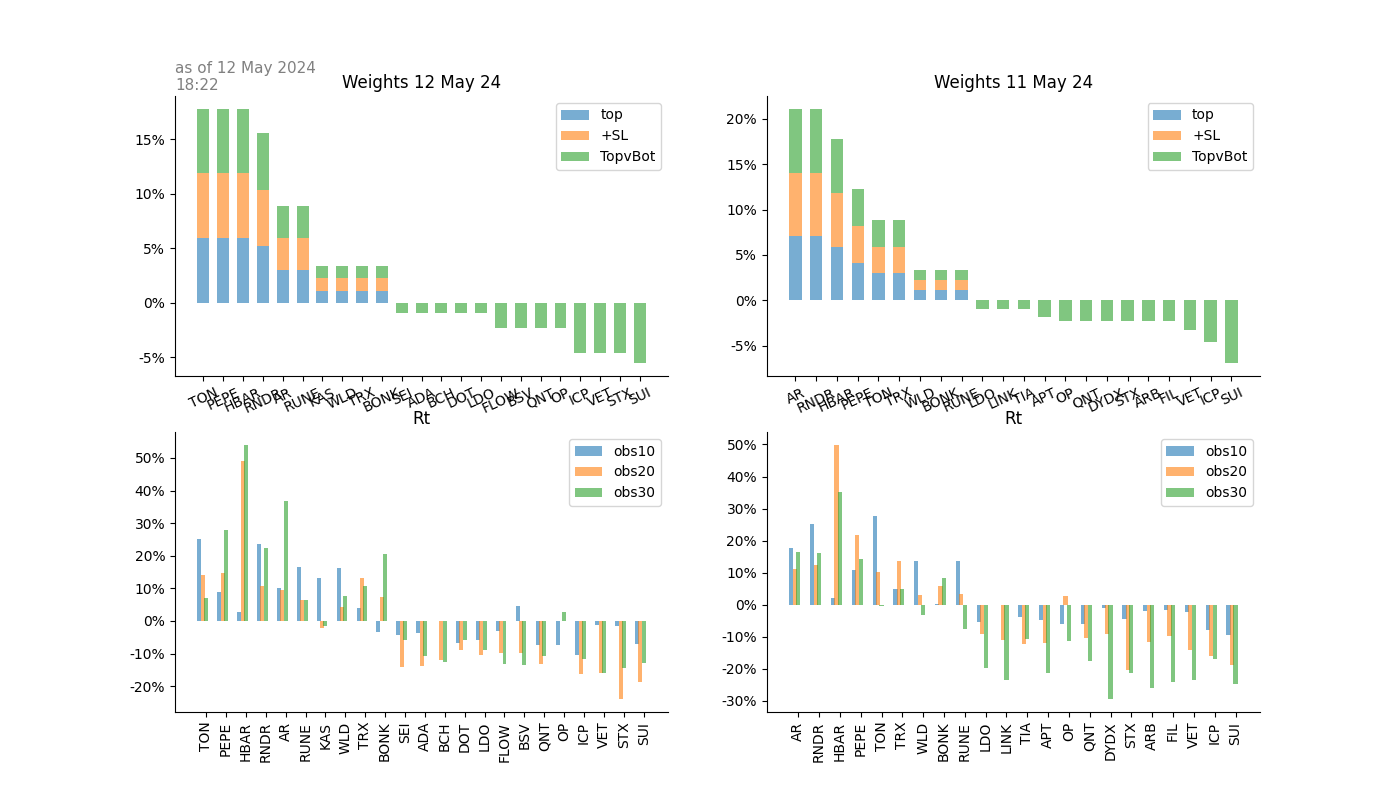 as of 12 May 2024
18:22
Weights 12 May 24
15%
10%
5%
0%
-5%
top
+SL
TopvBot
TON PEPE HBAR RNDR AR RUNE KAS WLD TRX BONK SEI ADA BCH DOT LDO FLOW BSV QNT OP ICP VET STX SUI
Weights 11 May 24
20%
15%
10%
5%
0%
-5%
top
+SL
TopvBot
AR RNDR HBAR PEPE TON TRX WLD BONK RUNE LDO LINK TIA APT OP QNT DYDX STX ARB FIL VET ICP SUI
Rt
50%
40%
30%
20%
10%
0%
-10%
-20%
obs10
obs20
obs30
TON PEPE HBAR RNDR AR RUNE KAS WLD TRX BONK SEI ADA BCH DOT LDO FLOW BSV QNT OP ICP VET STX SUI
Rt
50%
40%
30%
20%
10%
0%
-10%
-20%
-30%
obs10
obs20
obs30
AR RNDR HBAR PEPE TON TRX WLD BONK RUNE LDO LINK TIA APT OP QNT DYDX STX ARB FIL VET ICP SUI